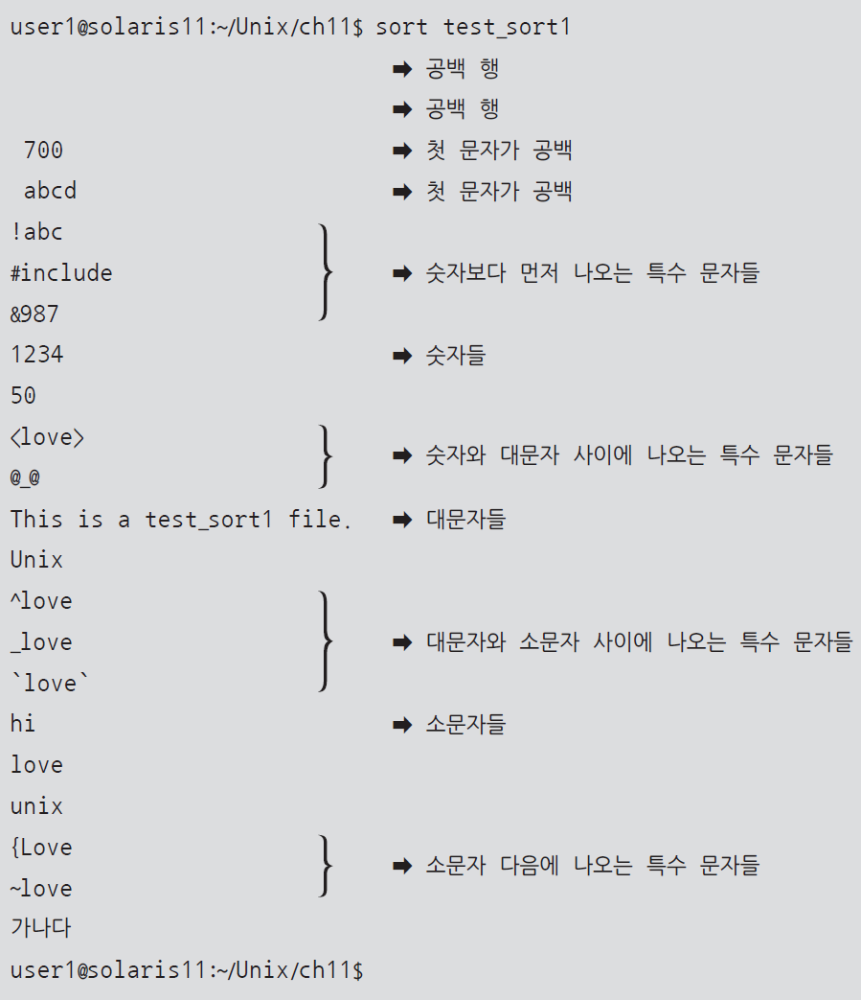 user1@solaris11:~/Unix/ch11$ sort test_sort1
➡ 공백 행
➡ 공백 행
 700 ➡ 첫 문자가 공백
 abcd ➡ 첫 문자가 공백
!abc
#include ➡ 숫자보다 먼저 나오는 특수 문자들
&987
1234 ➡ 숫자들
50
<love>
➡ 숫자와 대문자 사이에 나오는 특수 문자들
@_@
This is a test_sort1 file. ➡ 대문자들
Unix
^love
_love ➡ 대문자와 소문자 사이에 나오는 특수 문자들
`love`
hi ➡ 소문자들
love
unix
{Love
➡ 소문자 다음에 나오는 특수 문자들
~love
가나다
user1@solaris11:~/Unix/ch11$